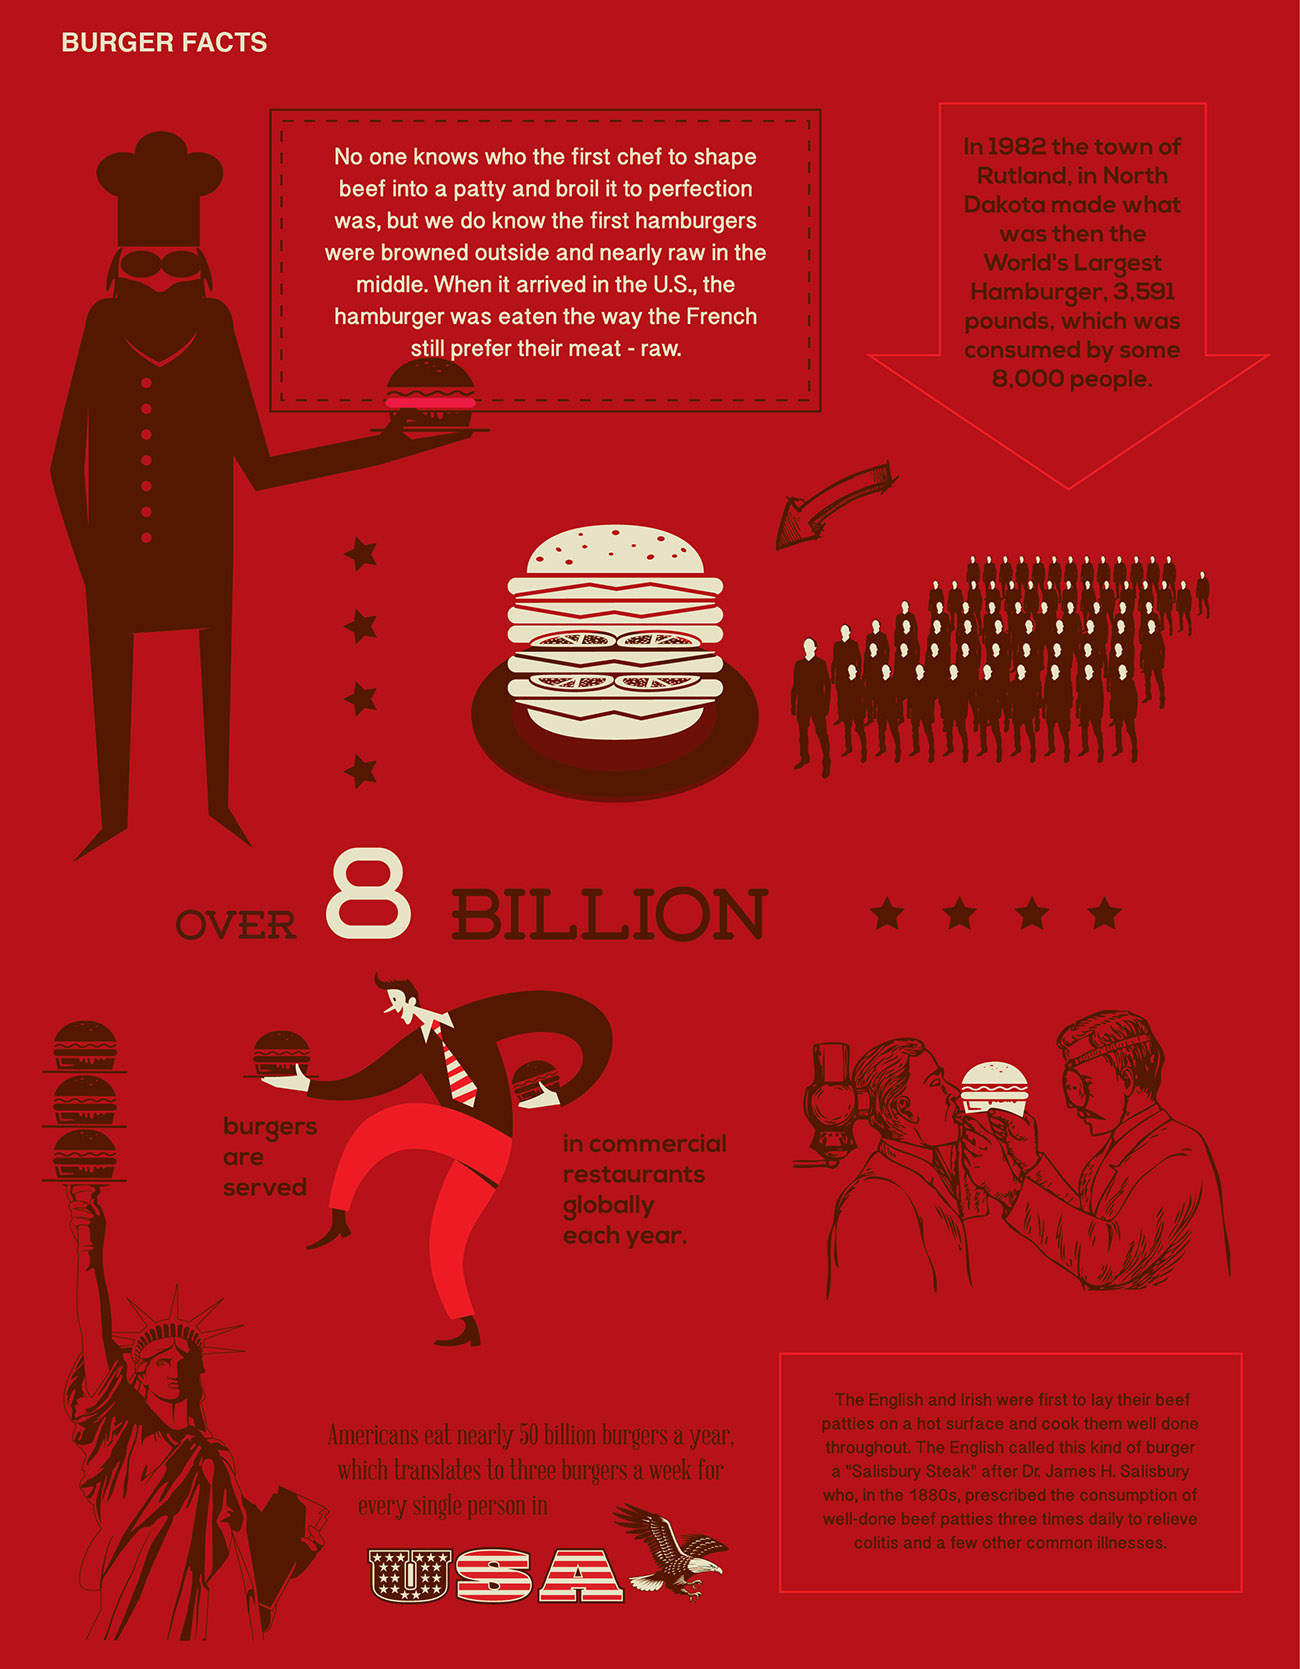 BURGER FACTS
No one knows who the first chef to shape
beef into a patty and broil it to perfection
was, but we do know the first hamburgers
were browned outside and nearly raw in the
middle. When it arrived in the U.S., the
hamburger was eaten the way the French
still prefer their meat - raw.
In 1982 the town of
Rutland, in North
Dakota made what
was then the
World's Largest
Hamburger, 3,591
pounds, which was
consumed by some
8,000 people.
OVER 8 BILLION
burgers
are
served
in commercial
restaurants
globally
each year.
Americans eat nearly 50 billion burgers a year,
which translates to three burgers a week for
every single person in
USA
The English and Irish were first to lay their beef
patties on a hot surface and cook them well done
throughout. The English called this kind of burger
a "Salisbury Steak" after Dr. James H. Salisbury
who, in the 1880s, prescribed the consumption of
well-done beef patties three times daily to relieve
colitis and a few other common illnesses.